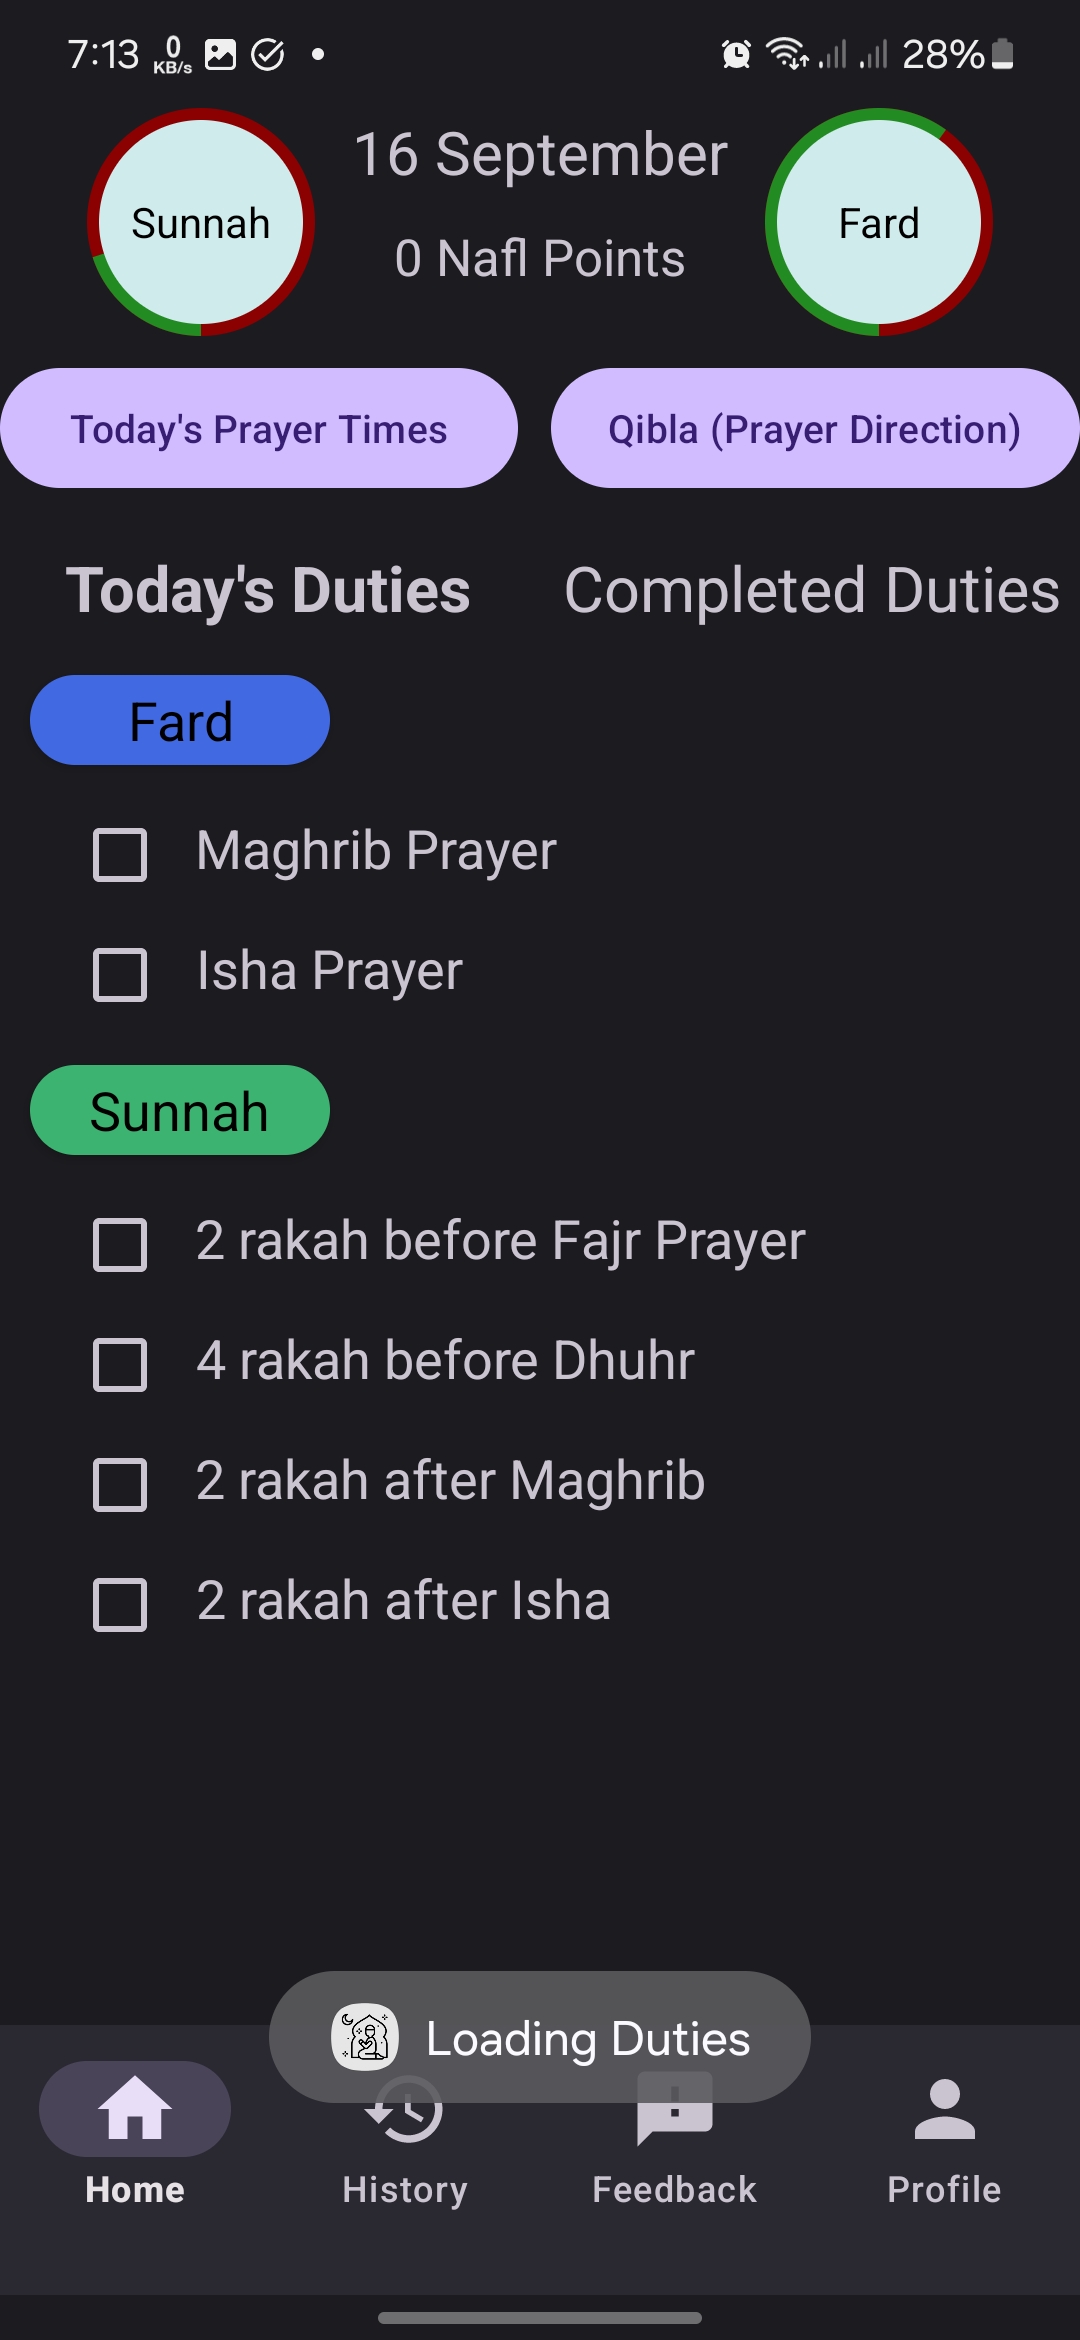 7:13 0 KB/s 28%
16 September
Sunnah
Fard
0 Nafl Points
Today's Prayer Times
Qibla (Prayer Direction)
Today's Duties
Completed Duties
Fard
Maghrib Prayer
Isha Prayer
Sunnah
2 rakah before Fajr Prayer
4 rakah before Dhuhr
2 rakah after Maghrib
2 rakah after Isha
Loading Duties
Home
History
Feedback
Profile